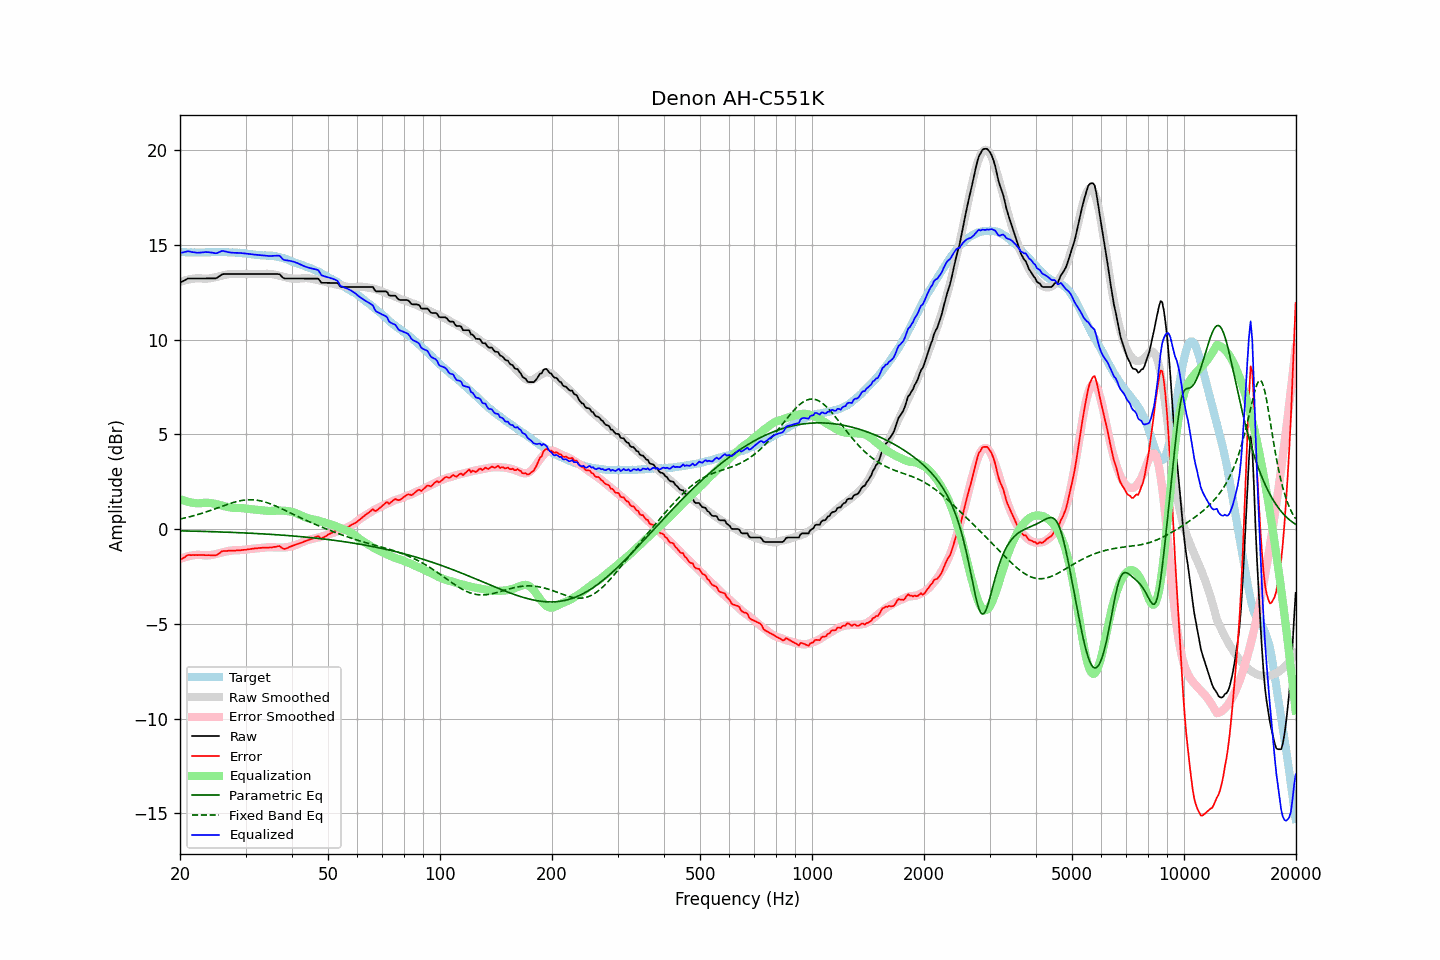 Denon AH-C551K
Amplitude (dBr)
20
15
10
5
0
−5
−10
−15
Target
Raw Smoothed
Error Smoothed
Raw
Error
Equalization
Parametric Eq
Fixed Band Eq
Equalized
20 50 100 200 500 1000 2000 5000 10000 20000
Frequency (Hz)